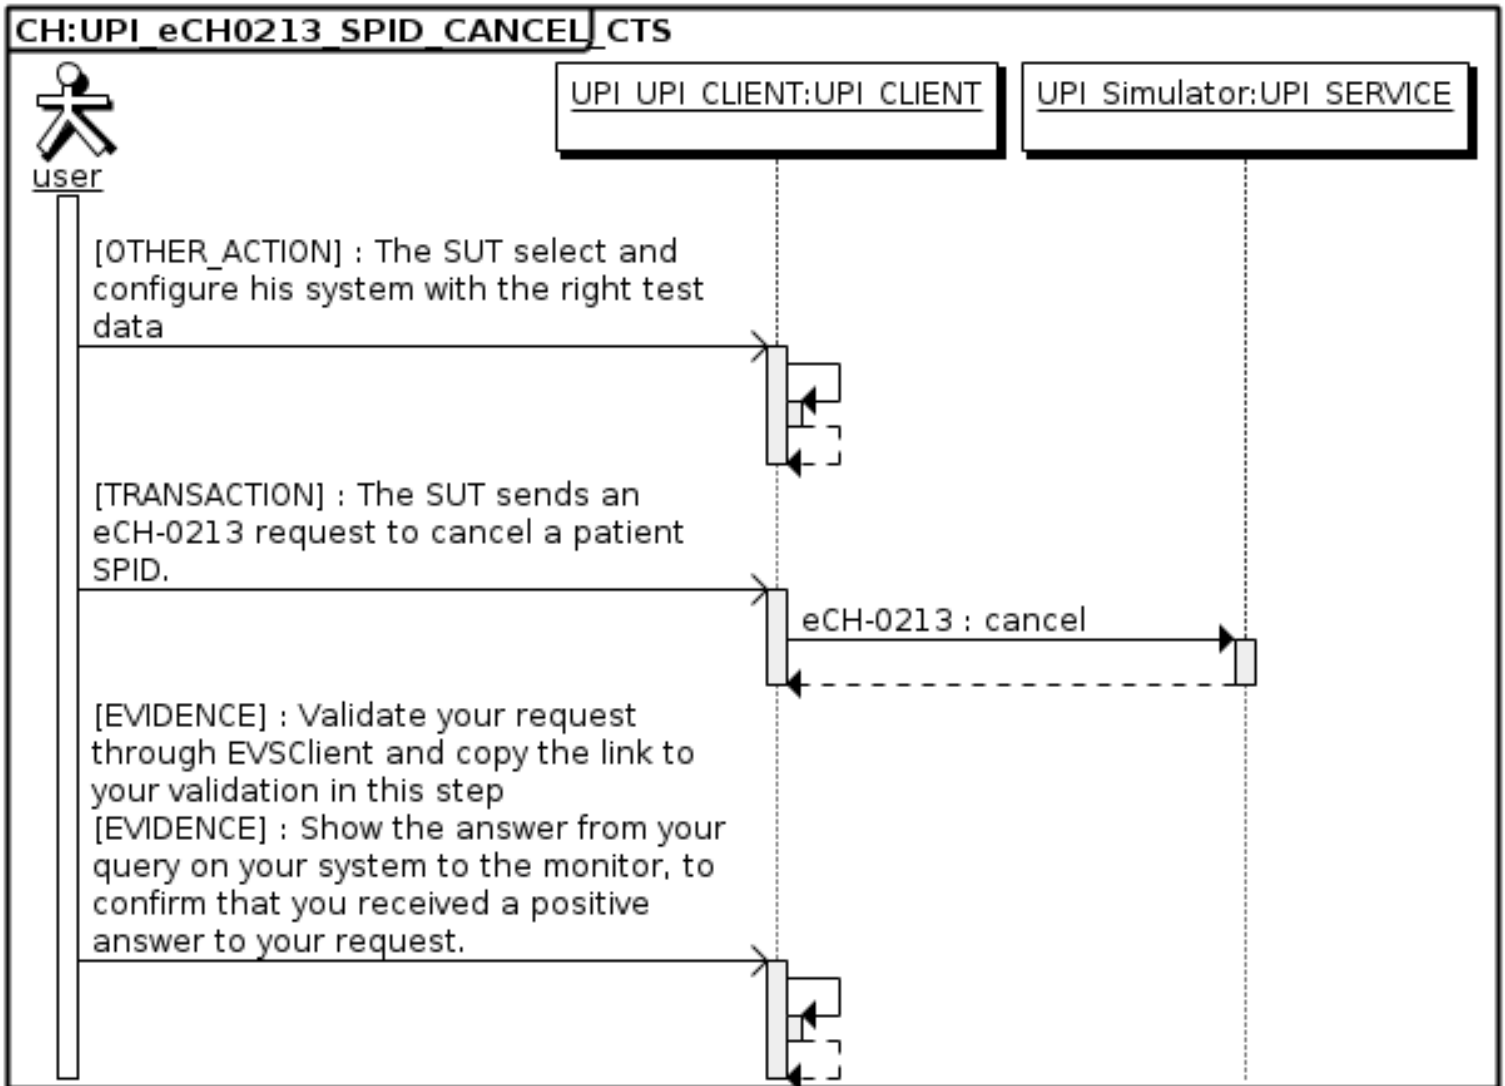 CH:UPI_eCH0213_SPID_CANCEL_CTS
user
UPI_UPI_CLIENT:UPI_CLIENT
UPI_Simulator:UPI_SERVICE
[OTHER_ACTION] : The SUT select and
configure his system with the right test
data
[TRANSACTION] : The SUT sends an
eCH-0213 request to cancel a patient
SPID.
eCH-0213 : cancel
[EVIDENCE] : Validate your request
through EVSClient and copy the link to
your validation in this step
[EVIDENCE] : Show the answer from your
query on your system to the monitor, to
confirm that you received a positive
answer to your request.